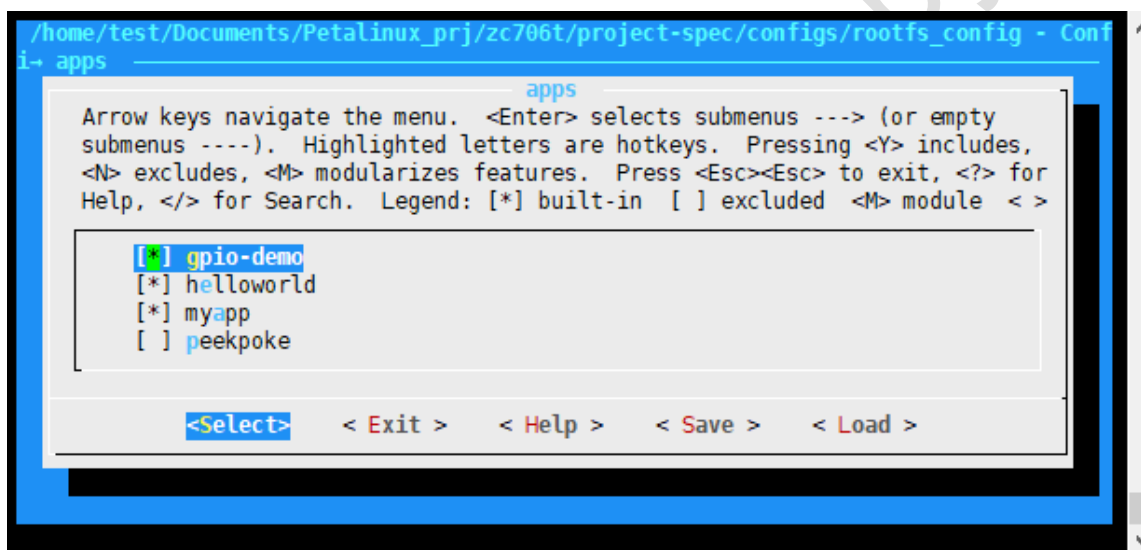 /home/test/Documents/Petalinux_prj/zc706t/project-spec/configs/rootfs_config - Conf
i→ apps
apps
Arrow keys navigate the menu.  <Enter> selects submenus ---> (or empty
submenus ----).  Highlighted letters are hotkeys.  Pressing <Y> includes,
<N> excludes, <M> modularizes features.  Press <Esc><Esc> to exit, <?> for
Help, </> for Search.  Legend: [*] built-in  [ ] excluded  <M> module  < >
[*] gpio-demo
[*] helloworld
[*] myapp
[ ] peekpoke
<Select>    < Exit >    < Help >    < Save >    < Load >